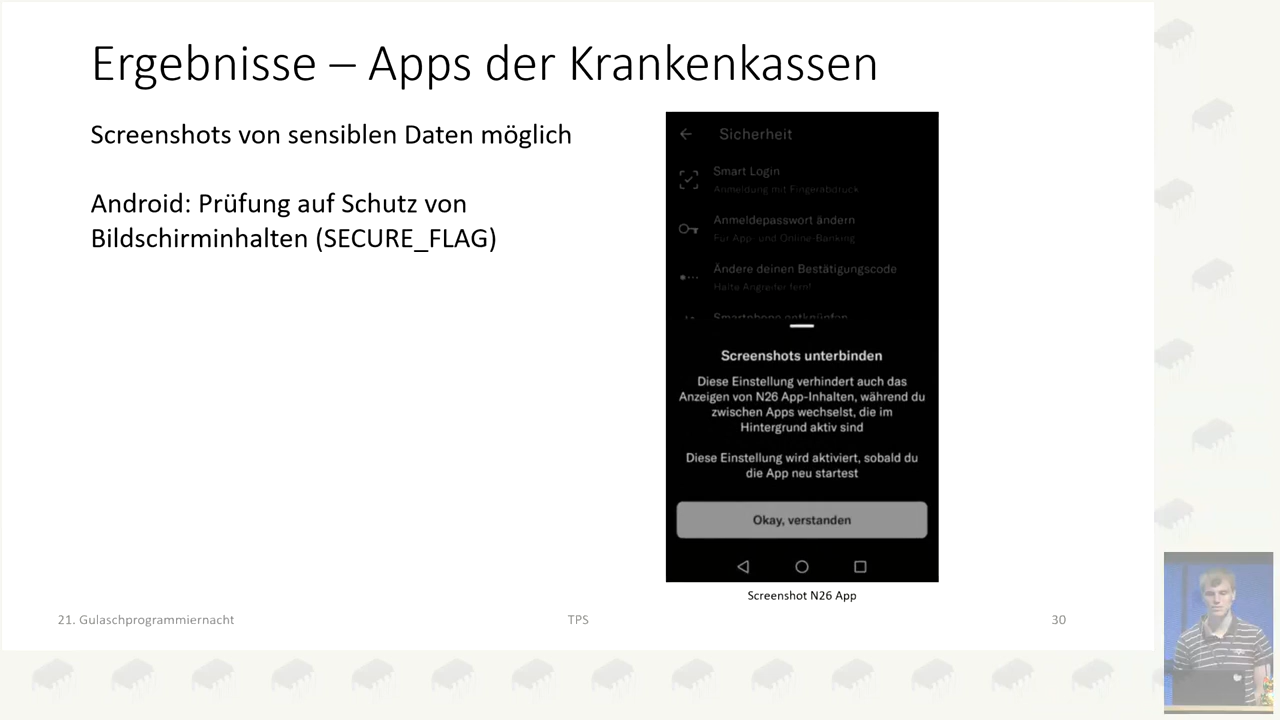 Ergebnisse – Apps der Krankenkassen
Screenshots von sensiblen Daten möglich
Android: Prüfung auf Schutz von
Bildschirminhalten (SECURE_FLAG)
Sicherheit
Smart Login
Anmeldung mit Fingerabdruck
Anmeldepasswort ändern
Für App- und Online-Banking
Ändere deinen Bestätigungscode
Halte Angreifer fern!
Smartphone entknüpfen
Screenshots unterbinden
Diese Einstellung verhindert auch das
Anzeigen von N26 App-Inhalten, während du
zwischen Apps wechselst, die im
Hintergrund aktiv sind
Diese Einstellung wird aktiviert, sobald du
die App neu startest
Okay, verstanden
Screenshot N26 App
21. Gulaschprogrammiernacht
TPS
30